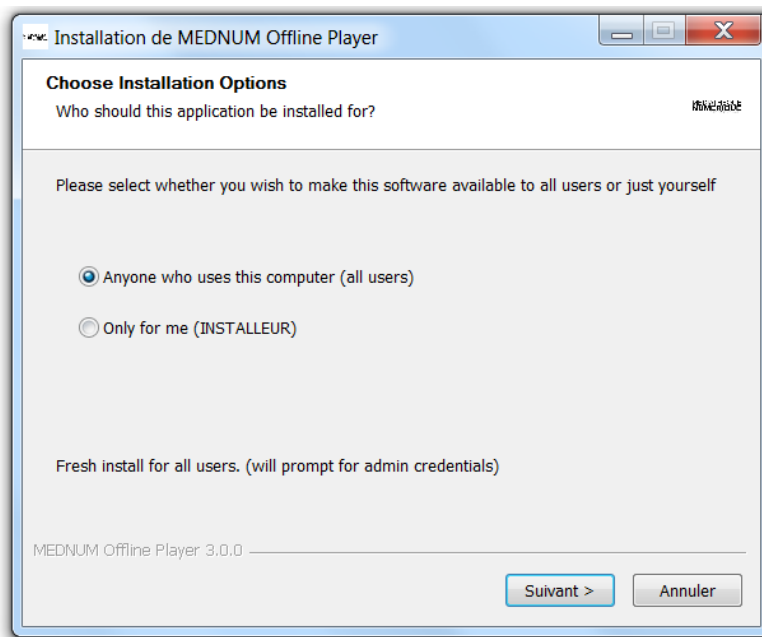 Installation de MEDNUM Offline Player
Choose Installation Options
Who should this application be installed for?
Please select whether you wish to make this software available to all users or just yourself
Anyone who uses this computer (all users)
Only for me (INSTALLEUR)
Fresh install for all users. (will prompt for admin credentials)
MEDNUM Offline Player 3.0.0
Suivant >
Annuler